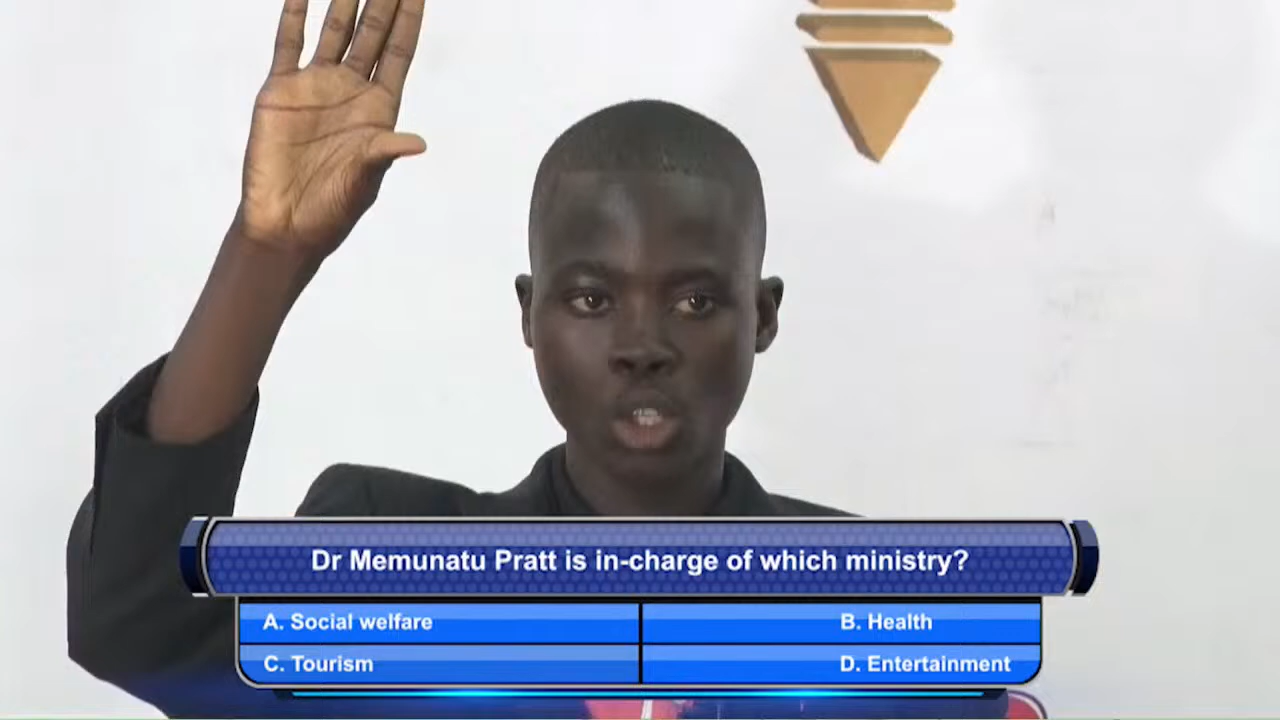 Dr Memunatu Pratt is in-charge of which ministry?
A. Social welfare
B. Health
C. Tourism
D. Entertainment